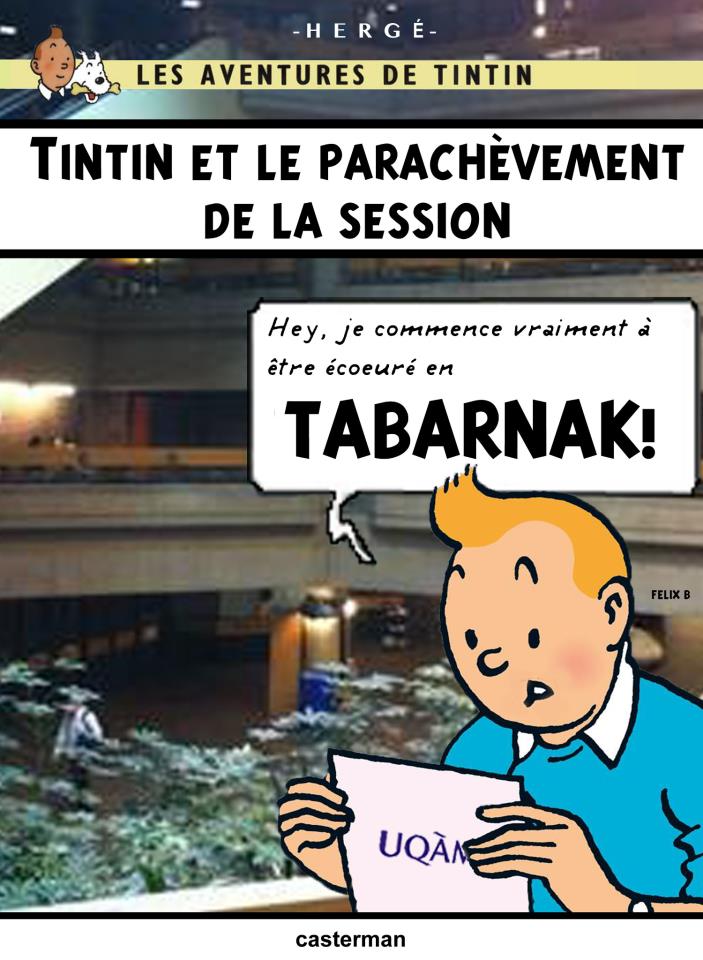 -HERGÉ-
LES AVENTURES DE TINTIN
TINTIN ET LE PARACHÈVEMENT
DE LA SESSION
Hey, je commence vraiment à
être écoeuré en
TABARNAK!
FELIX B
UQÀM
casterman